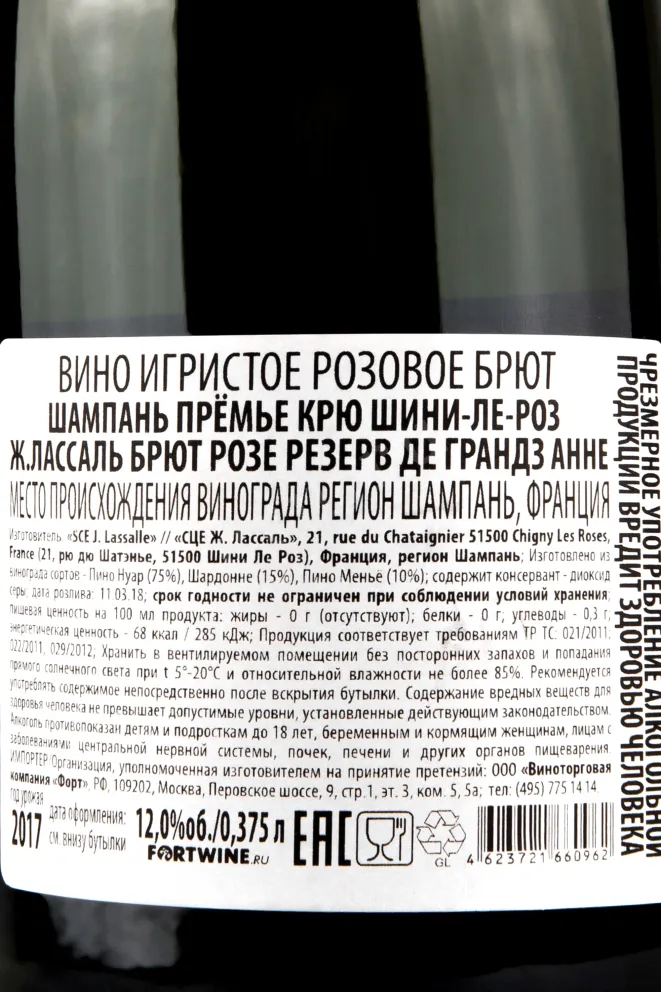 ВИНО ИГРИСТОЕ РОЗОВОЕ БРЮТ
ШАМПАНЬ ПРЁМЬЕ КРЮ ШИНИ-ЛЕ-РОЗ
Ж.ЛАССАЛЬ БРЮТ РОЗЕ РЕЗЕРВ ДЕ ГРАНДЗ АННЕ
МЕСТО ПРОИСХОЖДЕНИЯ ВИНОГРАДА РЕГИОН ШАМПАНЬ, ФРАНЦИЯ
Изготовитель: «SCE J. Lassalle» // «СЦЕ Ж. Лассаль», 21, rue du Chataignier 51500 Chigny Les Roses,
France (21, рю дю Шатэнье, 51500 Шини Ле Роз), Франция, регион Шампань; Изготовлено из
винограда сортов - Пино Нуар (75%), Шардонне (15%), Пино Менье (10%); содержит консервант - диоксид
серы; дата розлива: 11.03.18; срок годности не ограничен при соблюдении условий хранения;
пищевая ценность на 100 мл продукта: жиры - 0 г (отсутствуют); белки - 0 г; углеводы - 0,3 г;
энергетическая ценность - 68 ккал / 285 кДж; Продукция соответствует требованиям ТР ТС: 021/2011;
022/2011, 029/2012; Хранить в вентилируемом помещении без посторонних запахов и попадания
прямого солнечного света при t 5°-20°С и относительной влажности не более 85%. Рекомендуется
употреблять содержимое непосредственно после вскрытия бутылки. Содержание вредных веществ для
здоровья человека не превышает допустимые уровни, установленные действующим законодательством.
Алкоголь противопоказан детям и подросткам до 18 лет, беременным и кормящим женщинам, лицам с
заболеваниями центральной нервной системы, почек, печени и других органов пищеварения.
ИМПОРТЕР Организация, уполномоченная изготовителем на принятие претензий: ООО «Виноторговая
компания «Форт», РФ, 109202, Москва, Перовское шоссе, 9, стр.1, эт. 3, ком. 5, 5а; тел: (495) 775 14 14
год урожая
2017
дата оформления:
см. внизу бутылки
12,0%об./0,375 л
FORTWINE.RU
EAC
GL
4 623721 660962
ЧРЕЗМЕРНОЕ УПОТРЕБЛЕНИЕ АЛКОГОЛЬНОЙ
ПРОДУКЦИИ ВРЕДИТ ЗДОРОВЬЮ ЧЕЛОВЕКА